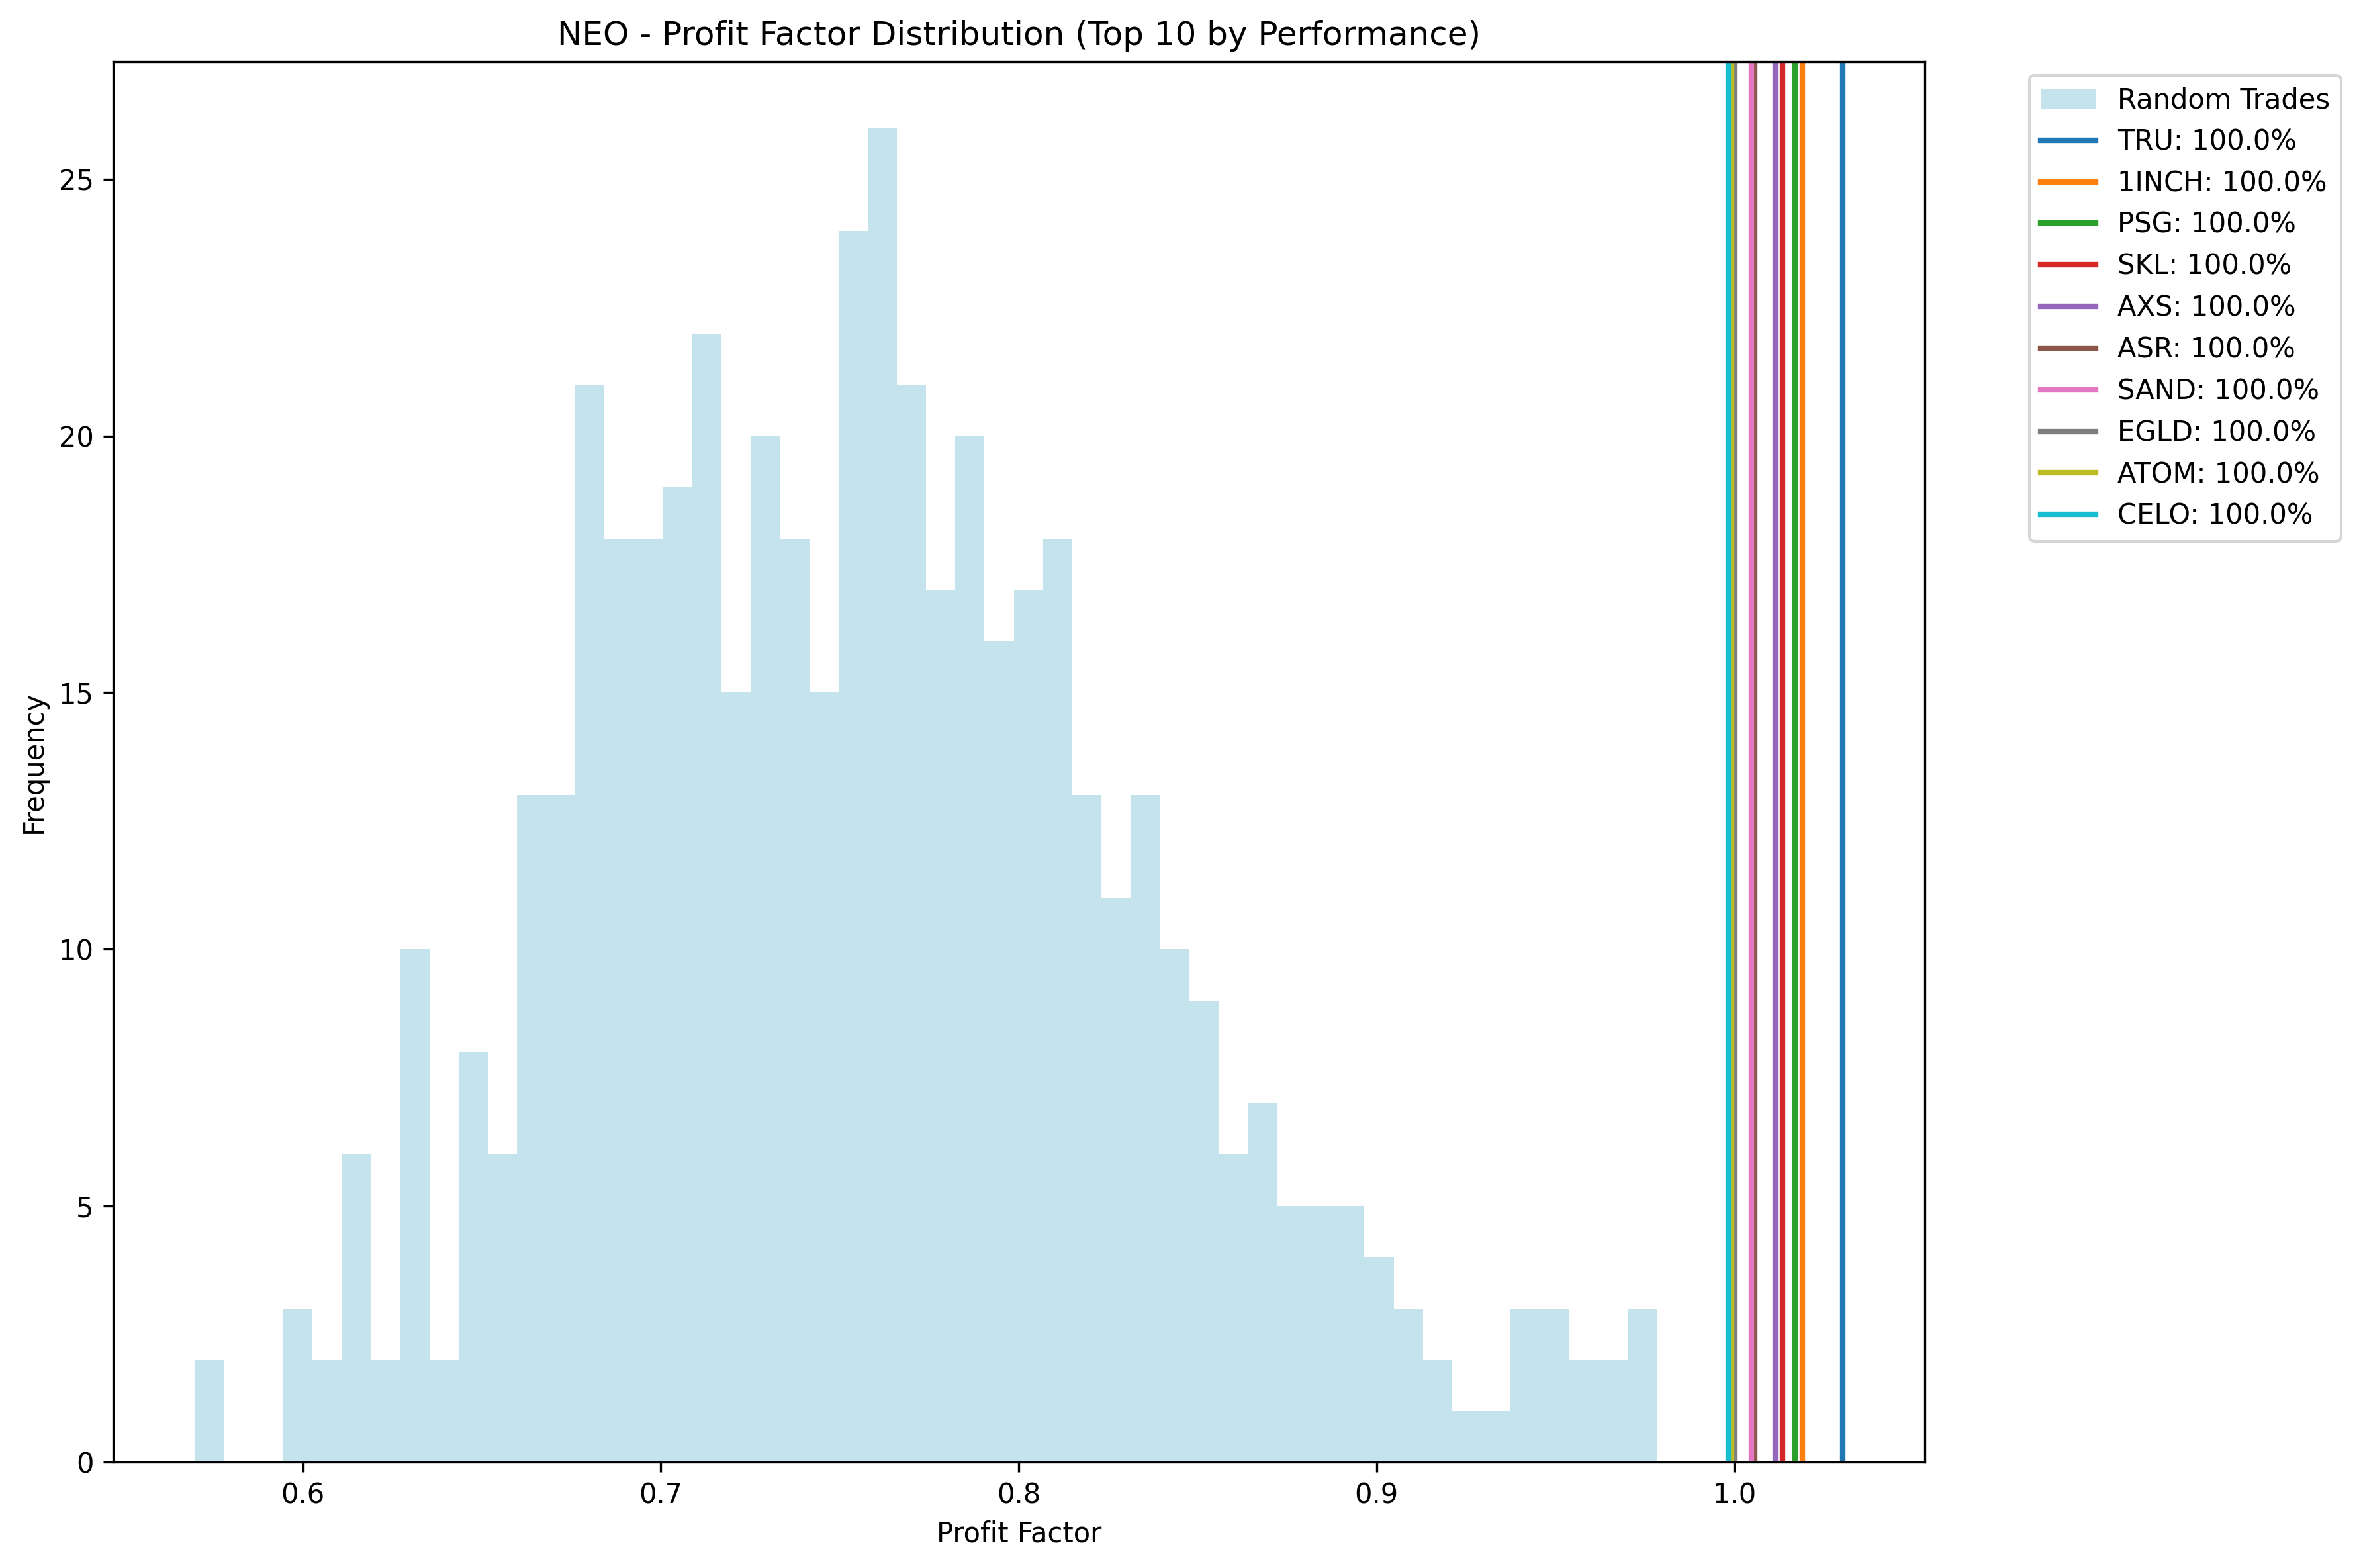 NEO - Profit Factor Distribution (Top 10 by Performance)
Random Trades
TRU: 100.0%
1INCH: 100.0%
PSG: 100.0%
SKL: 100.0%
AXS: 100.0%
ASR: 100.0%
SAND: 100.0%
EGLD: 100.0%
ATOM: 100.0%
CELO: 100.0%
Frequency
25
20
15
10
5
0
0.6
0.7
0.8
0.9
1.0
Profit Factor